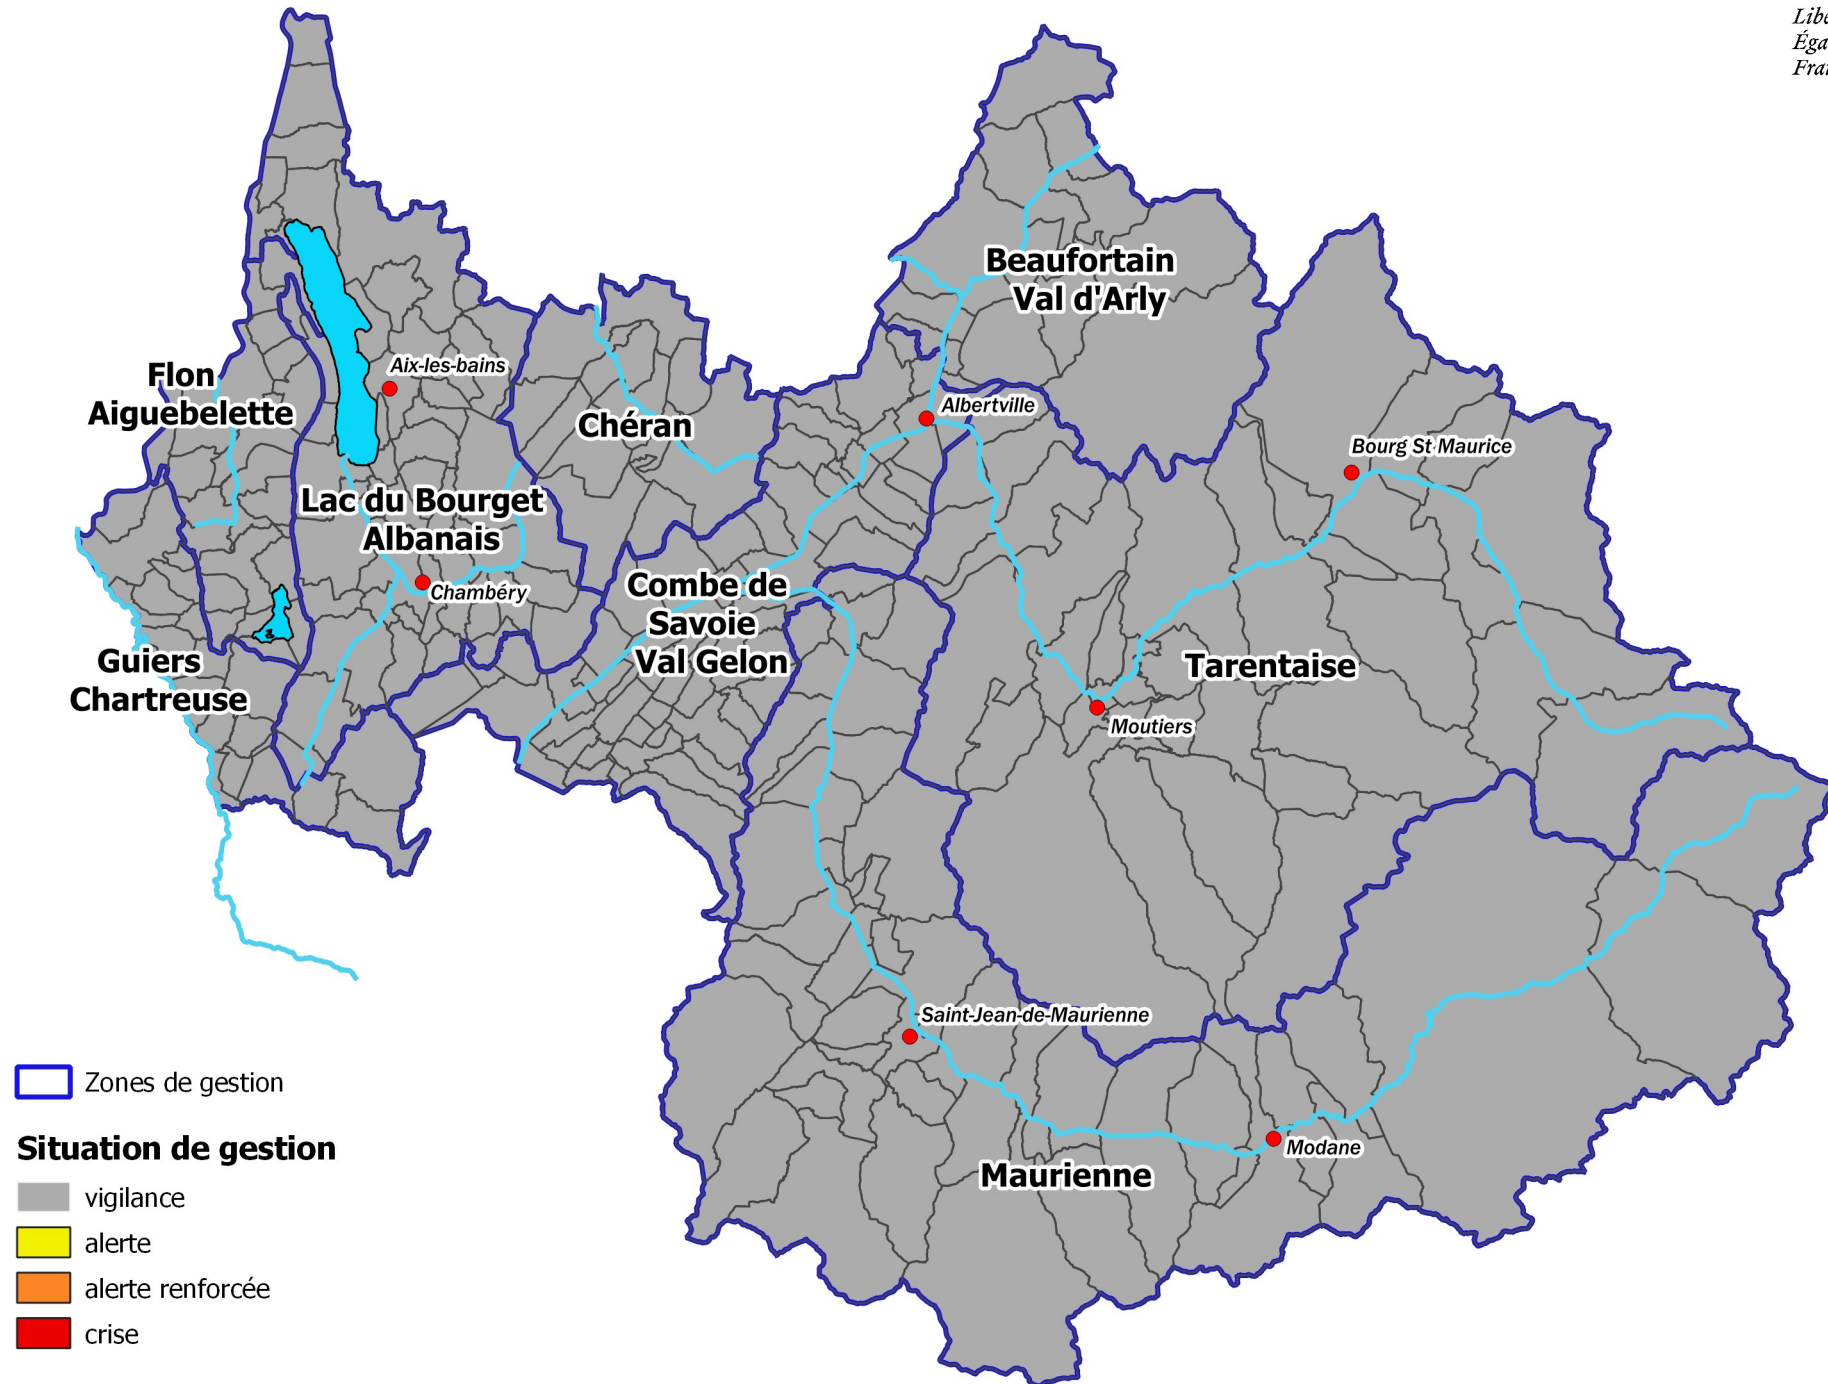 Beaufortain
Val d'Arly
Aix-les-bains
Flon
Aiguebelette
Albertville
Chéran
Bourg St Maurice
Lac du Bourget
Albanais
Chambéry
Combe de
Savoie
Val Gelon
Guiers
Chartreuse
Tarentaise
Moutiers
Saint-Jean-de-Maurienne
Modane
Maurienne
Zones de gestion
Situation de gestion
vigilance
alerte
alerte renforcée
crise